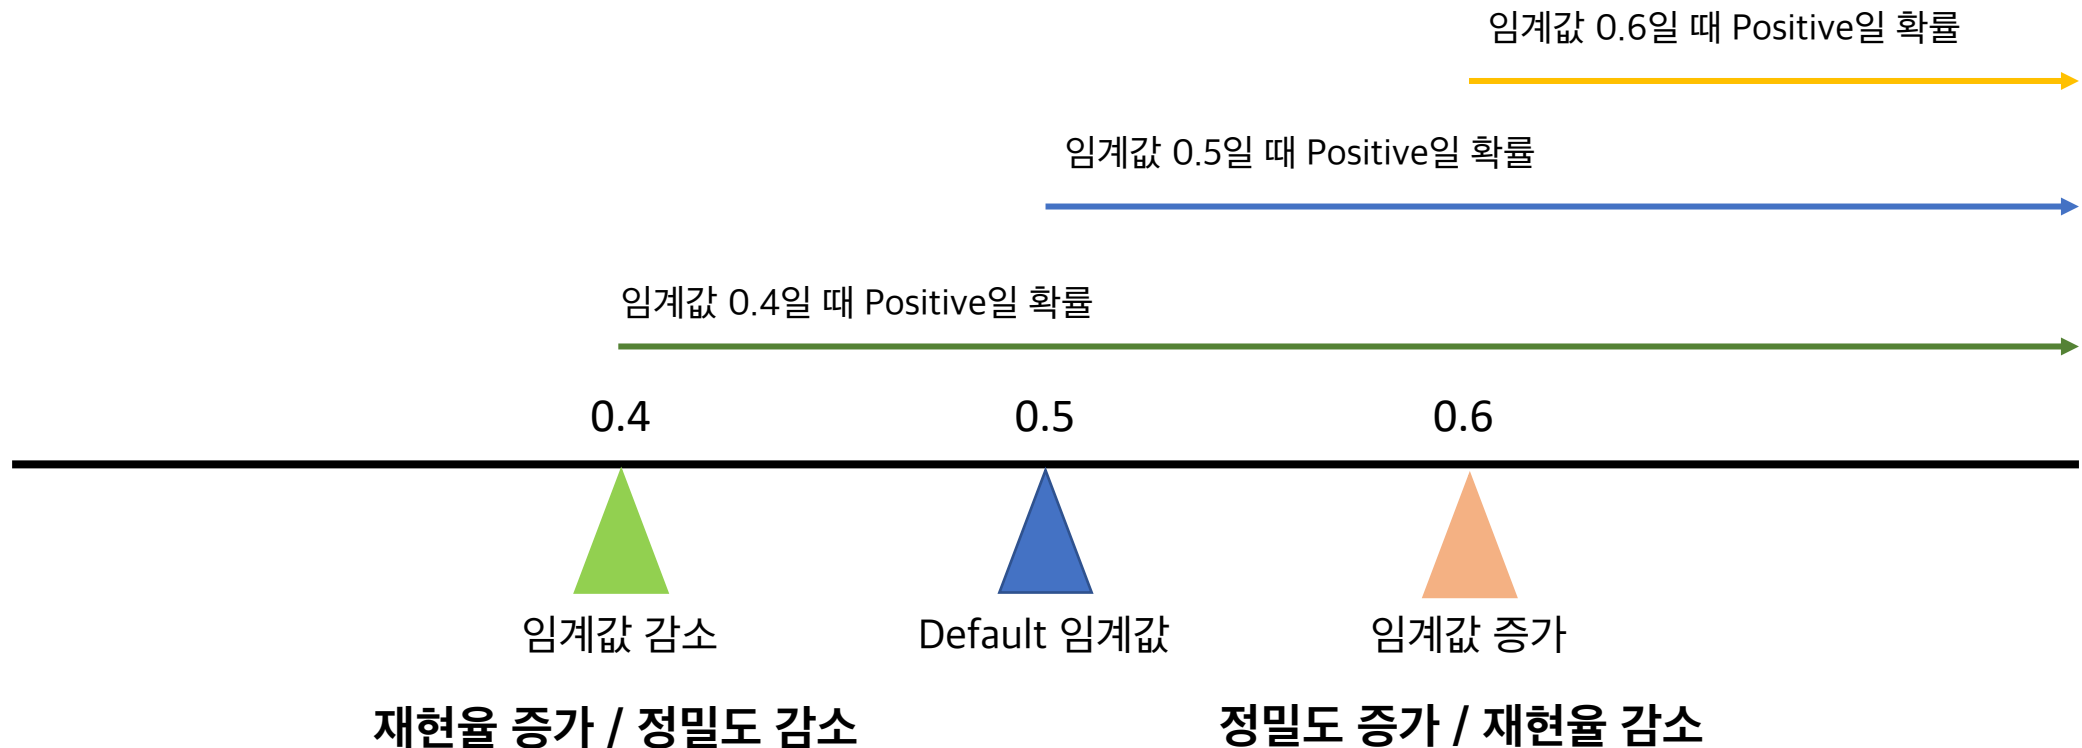 임계값 0.6일 때 Positive일 확률
임계값 0.5일 때 Positive일 확률
임계값 0.4일 때 Positive일 확률
0.4 0.5 0.6
임계값 감소 Default 임계값 임계값 증가
재현율 증가 / 정밀도 감소 정밀도 증가 / 재현율 감소